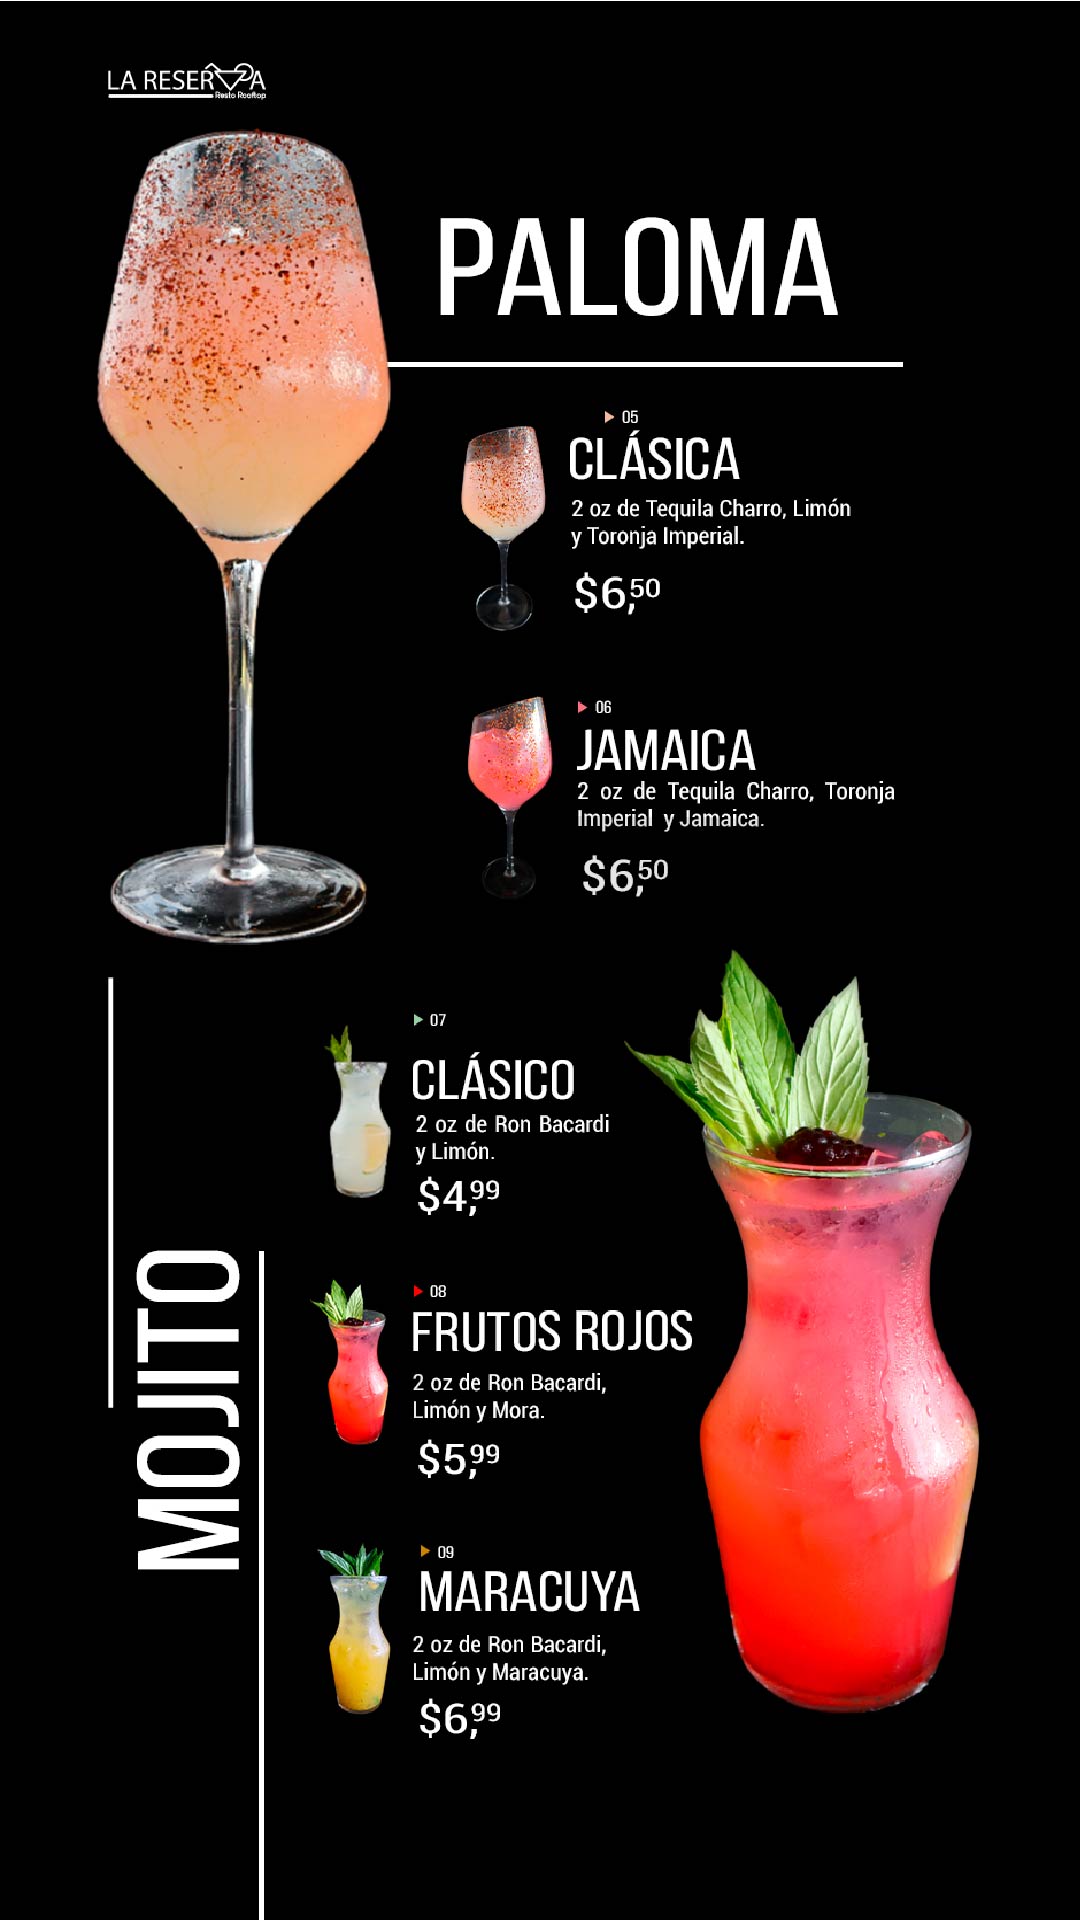 LA RESERVA
Resto Rooftop
PALOMA
05
CLÁSICA
2 oz de Tequila Charro, Limón
y Toronja Imperial.
$6,50
06
JAMAICA
2 oz de Tequila Charro, Toronja
Imperial y Jamaica.
$6,50
MOJITO
07
CLÁSICO
2 oz de Ron Bacardi
y Limón.
$4,99
08
FRUTOS ROJOS
2 oz de Ron Bacardi,
Limón y Mora.
$5,99
09
MARACUYA
2 oz de Ron Bacardi,
Limón y Maracuya.
$6,99